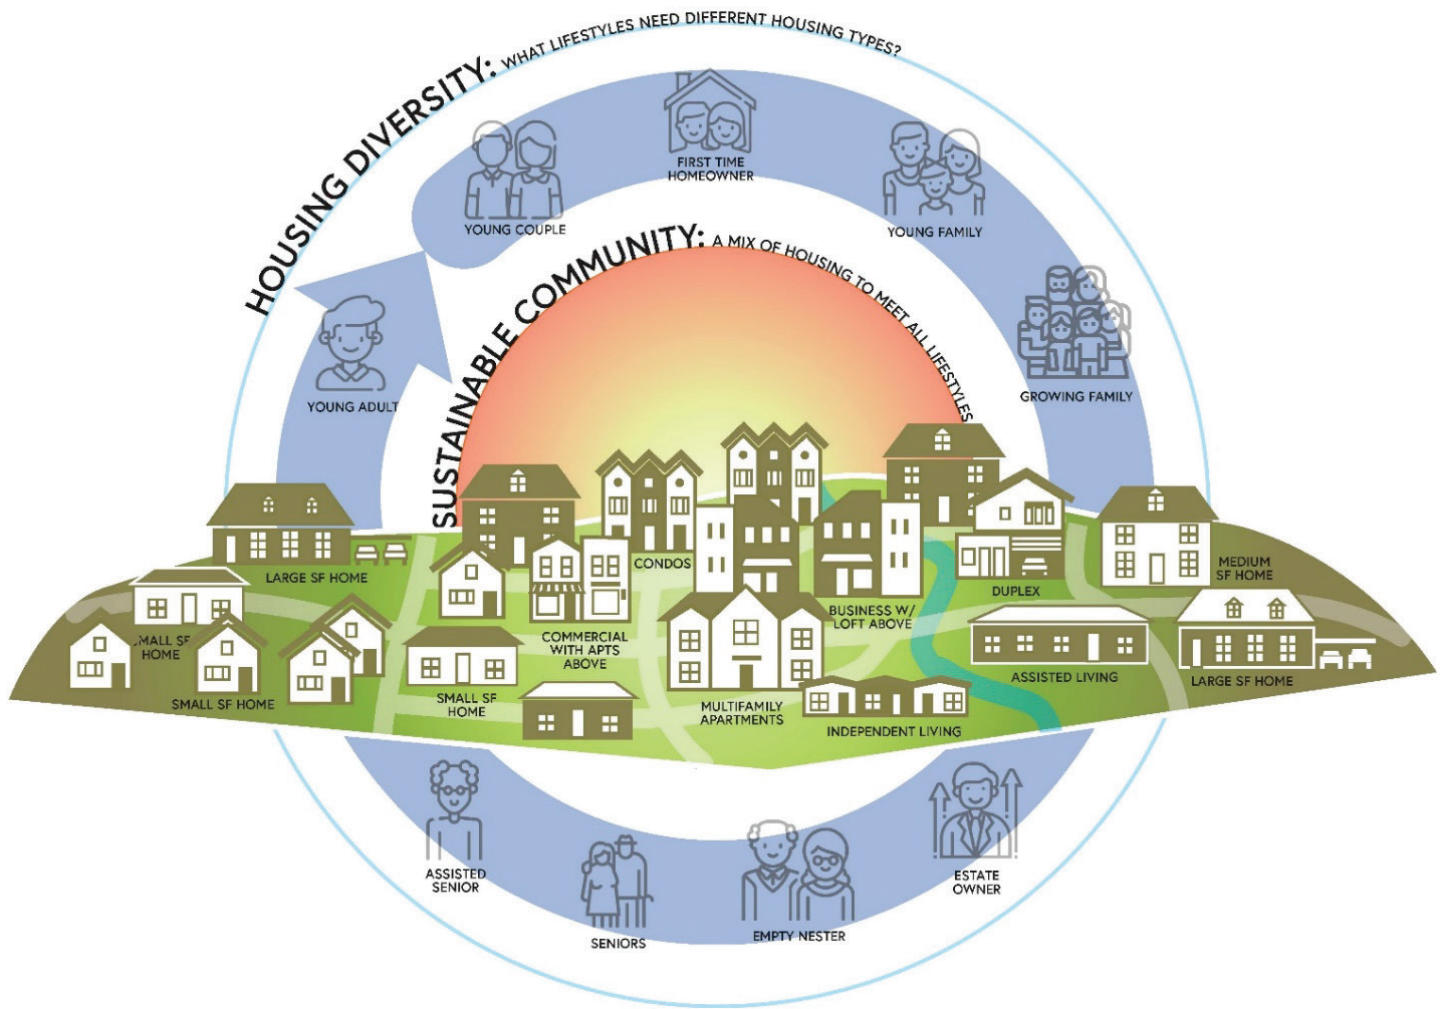 HOUSING DIVERSITY: WHAT LIFESTYLES NEED DIFFERENT HOUSING TYPES?
FIRST TIME
HOMEOWNER
YOUNG COUPLE
YOUNG FAMILY
SUSTAINABLE COMMUNITY: A MIX OF HOUSING TO MEET ALL LIFESTYLES
YOUNG ADULT
GROWING FAMILY
LARGE SF HOME
CONDOS
MEDIUM
SF HOME
DUPLEX
SMALL SF
HOME
COMMERCIAL
WITH APTS
ABOVE
BUSINESS W/
LOFT ABOVE
SMALL SF HOME
SMALL SF
HOME
MULTIFAMILY
APARTMENTS
INDEPENDENT LIVING
ASSISTED LIVING
LARGE SF HOME
ASSISTED
SENIOR
SENIORS
EMPTY NESTER
ESTATE
OWNER